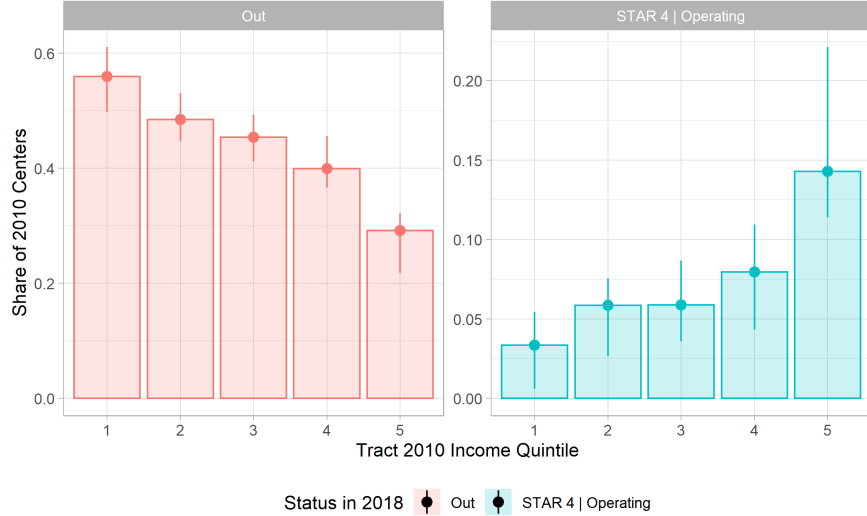 Out
STAR 4 | Operating
Share of 2010 Centers
0.6
0.4
0.2
0.0
0.20
0.15
0.10
0.05
0.00
1 2 3 4 5
1 2 3 4 5
Tract 2010 Income Quintile
Status in 2018 Out STAR 4 | Operating